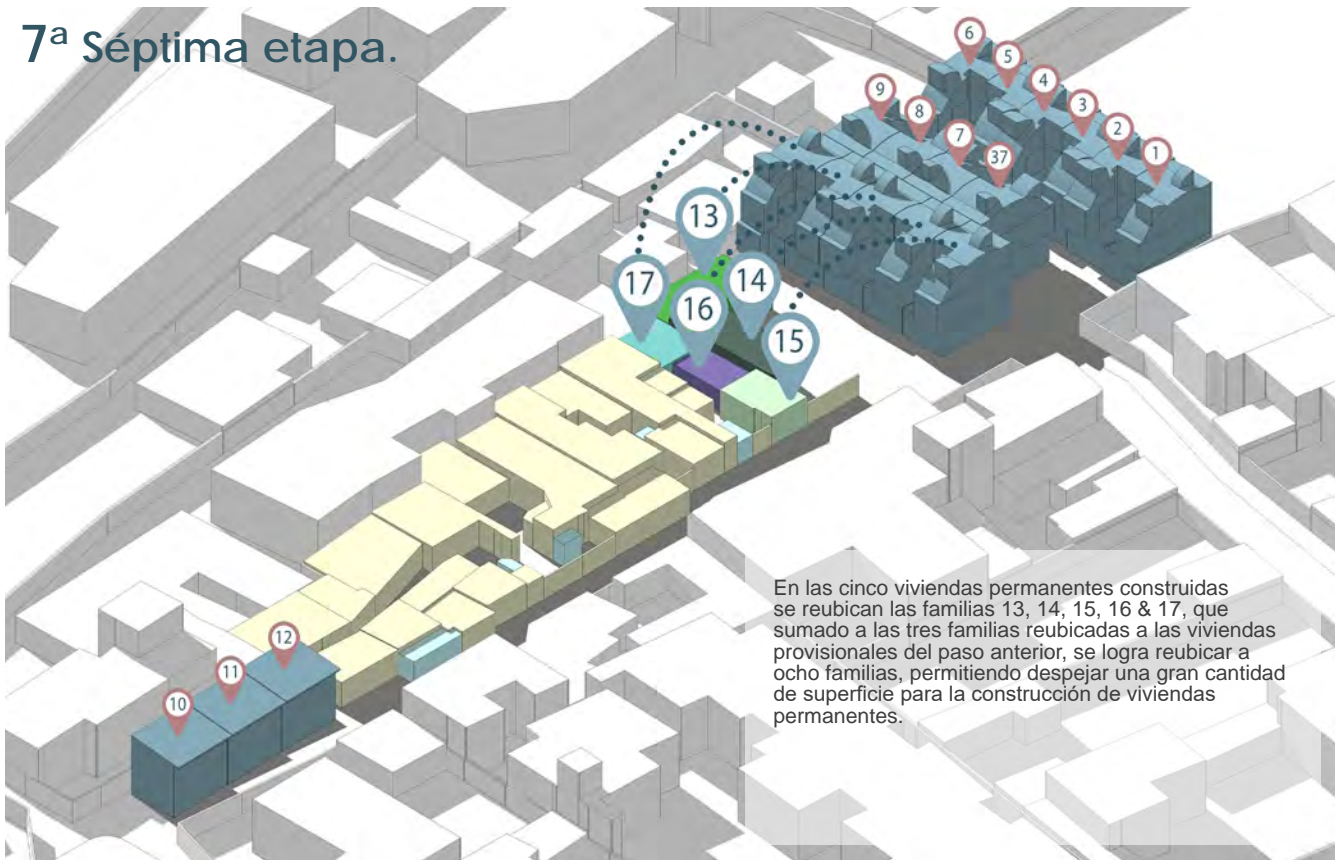 7ª Séptima etapa.
6
5
4
3
2
1
9
8
7
37
13
17
14
16
15
En las cinco viviendas permanentes construidas
se reubican las familias 13, 14, 15, 16 & 17, que
sumado a las tres familias reubicadas a las viviendas
provisionales del paso anterior, se logra reubicar a
ocho familias, permitiendo despejar una gran cantidad
de superficie para la construcción de viviendas
permanentes.
12
11
10